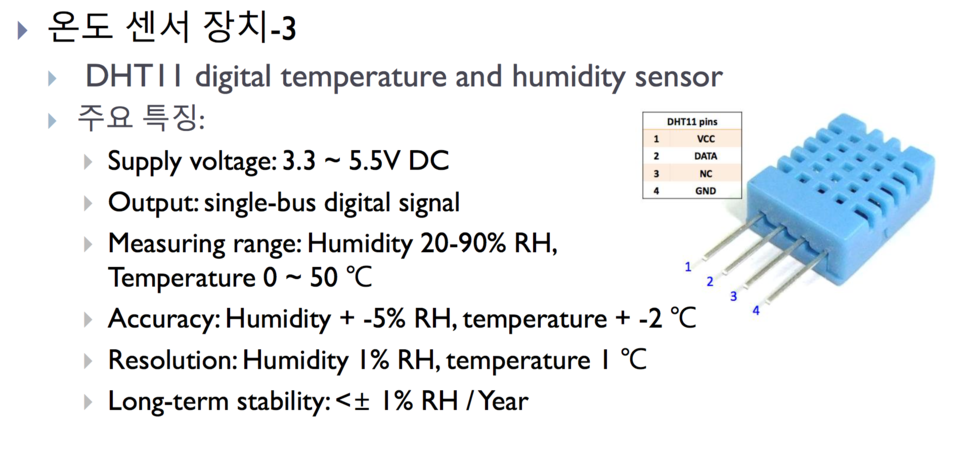 온도 센서 장치-3
DHT11 digital temperature and humidity sensor
주요 특징:
Supply voltage: 3.3 ~ 5.5V DC
Output: single-bus digital signal
Measuring range: Humidity 20-90% RH,
Temperature 0 ~ 50 ℃
Accuracy: Humidity + -5% RH, temperature + -2 ℃
Resolution: Humidity 1% RH, temperature 1 ℃
Long-term stability: <± 1% RH / Year
DHT11 pins
1 VCC
2 DATA
3 NC
4 GND
1
2
3
4